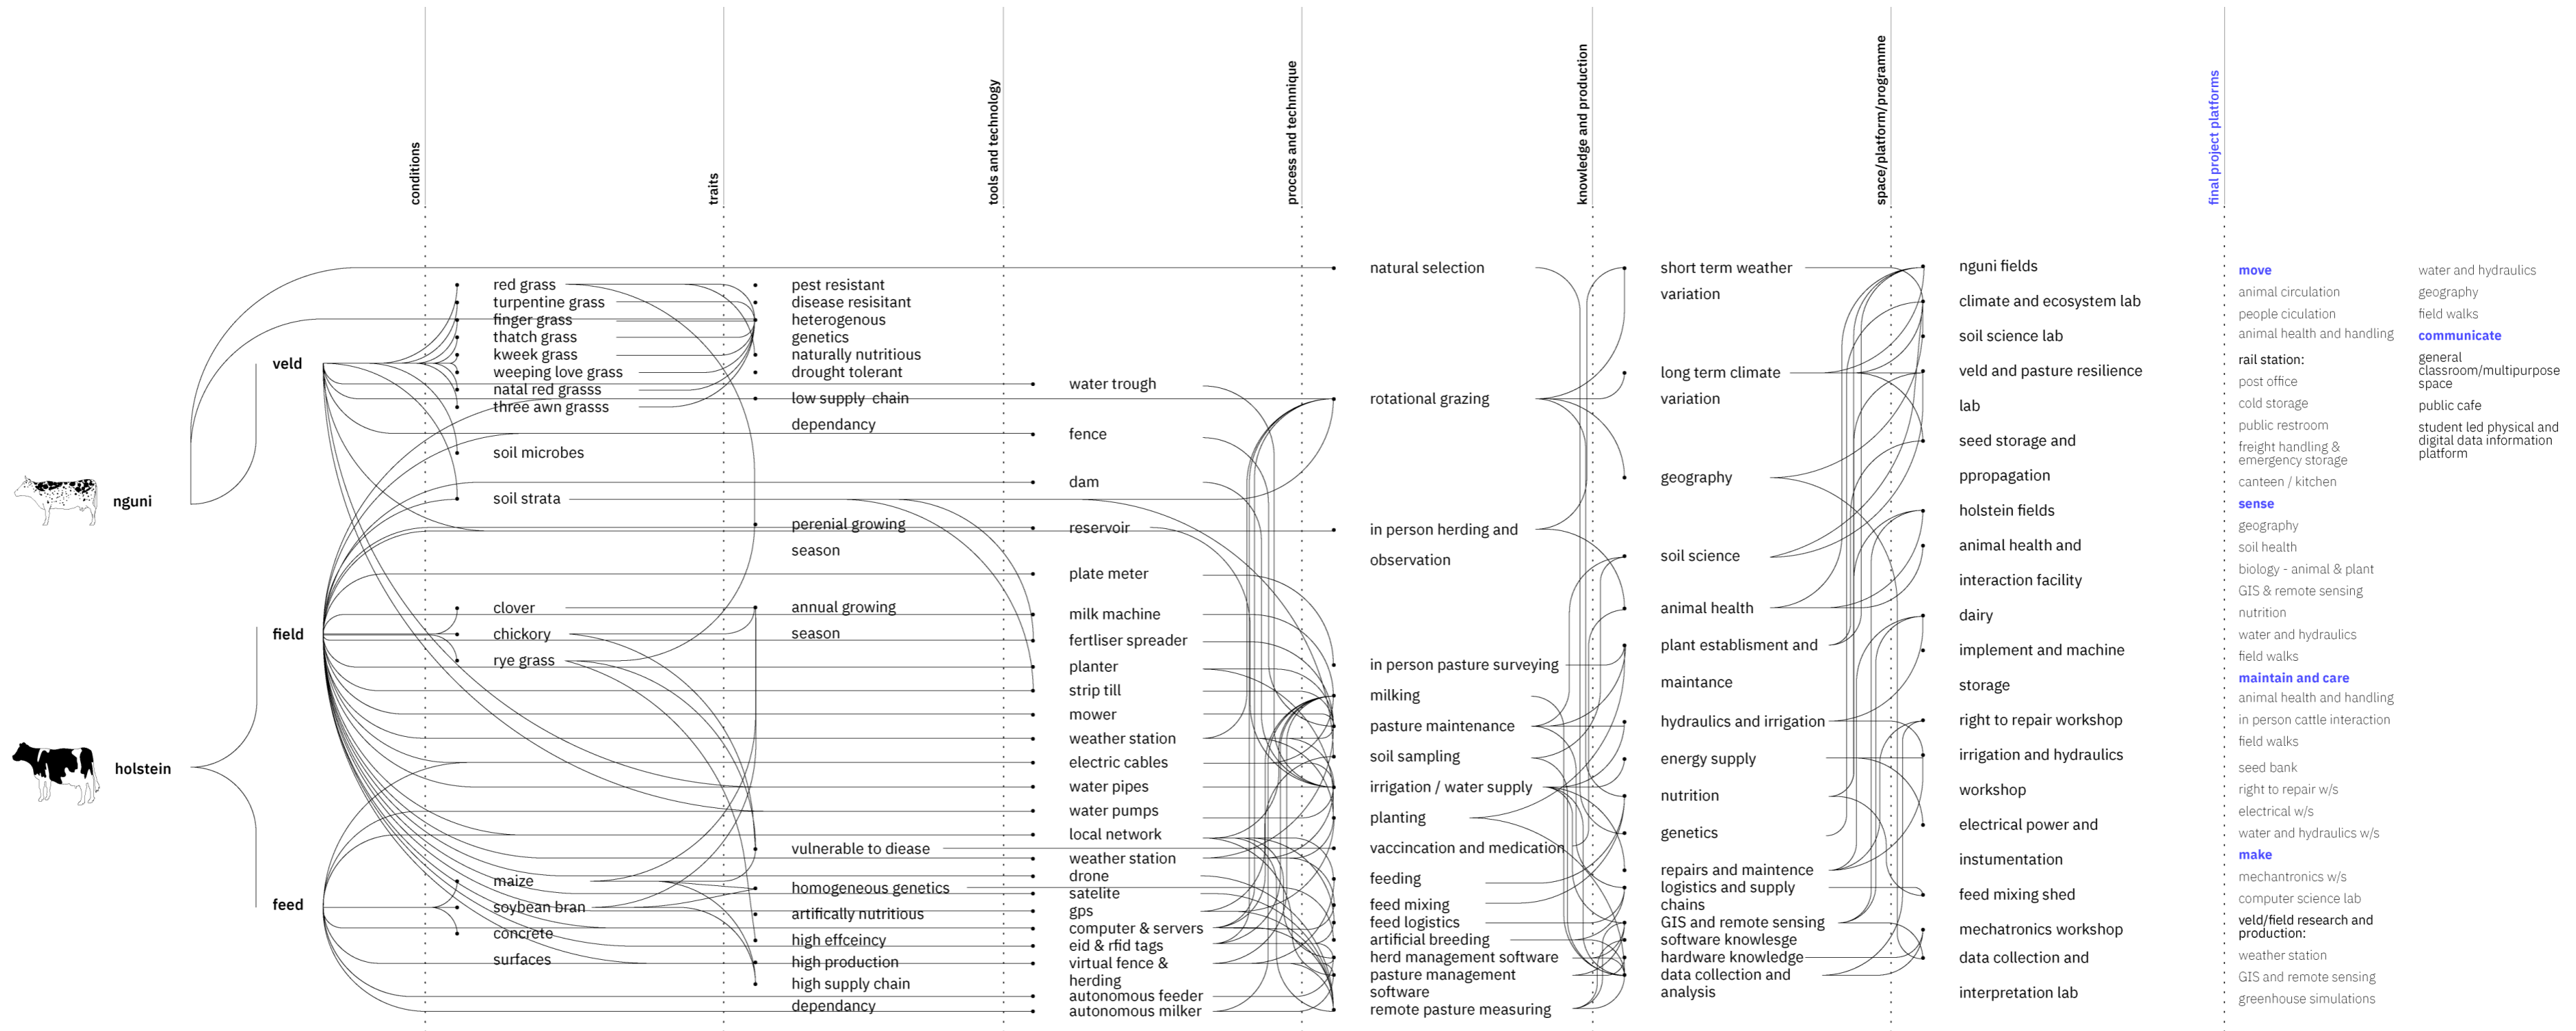 conditions
traits
tools and technology
process and technnique
knowledge and production
space/platform/programme
final project platforms
nguni
holstein
veld
field
feed
red grass
turpentine grass
finger grass
thatch grass
kweek grass
weeping love grass
natal red grasss
three awn grasss
soil microbes
soil strata
clover
chickory
rye grass
maize
soybean bran
concrete
surfaces
pest resistant
disease resisitant
heterogenous
genetics
naturally nutritious
drought tolerant
low supply chain
dependancy
perenial growing
season
annual growing
season
vulnerable to diease
homogeneous genetics
artifically nutritious
high effceincy
high production
high supply chain
dependancy
water trough
fence
dam
reservoir
plate meter
milk machine
fertliser spreader
planter
strip till
mower
weather station
electric cables
water pipes
water pumps
local network
weather station
drone
satelite
gps
computer & servers
eid & rfid tags
virtual fence &
herding
autonomous feeder
autonomous milker
natural selection
rotational grazing
in person herding and
observation
in person pasture surveying
milking
pasture maintenance
soil sampling
irrigation / water supply
planting
vaccincation and medication
feeding
feed mixing
feed logistics
artificial breeding
herd management software
pasture management
software
remote pasture measuring
short term weather
variation
long term climate
variation
geography
soil science
animal health
plant establisment and
maintance
hydraulics and irrigation
energy supply
nutrition
genetics
repairs and maintence
logistics and supply
chains
GIS and remote sensing
software knowlesge
hardware knowledge
data collection and
analysis
nguni fields
climate and ecosystem lab
soil science lab
veld and pasture resilience
lab
seed storage and
ppropagation
holstein fields
animal health and
interaction facility
dairy
implement and machine
storage
right to repair workshop
irrigation and hydraulics
workshop
electrical power and
instumentation
feed mixing shed
mechatronics workshop
data collection and
interpretation lab
move
animal circulation
people ciculation
animal health and handling
rail station:
post office
cold storage
public restroom
freight handling &
emergency storage
canteen / kitchen
sense
geography
soil health
biology - animal & plant
GIS & remote sensing
nutrition
water and hydraulics
field walks
maintain and care
animal health and handling
in person cattle interaction
field walks
seed bank
right to repair w/s
electrical w/s
water and hydraulics w/s
make
mechantronics w/s
computer science lab
veld/field research and
production:
weather station
GIS and remote sensing
greenhouse simulations
water and hydraulics
geography
field walks
communicate
general
classroom/multipurpose
space
public cafe
student led physical and
digital data information
platform